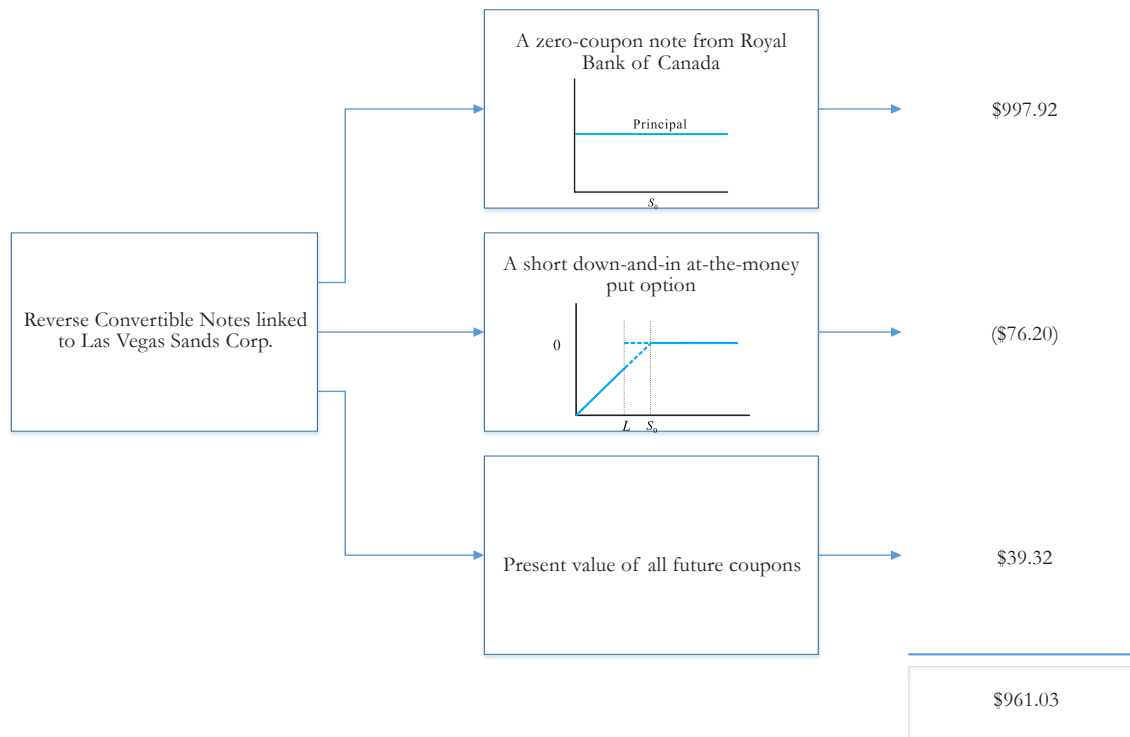 A zero-coupon note from Royal
Bank of Canada
Principal
S₀
$997.92
Reverse Convertible Notes linked
to Las Vegas Sands Corp.
A short down-and-in at-the-money
put option
0
L S₀
($76.20)
Present value of all future coupons
$39.32
$961.03